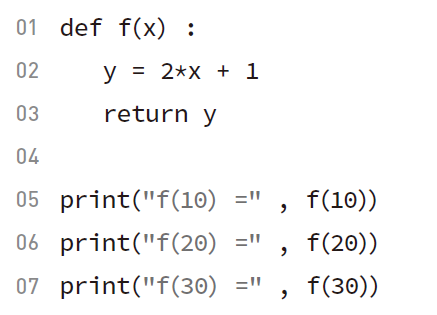 01 def f(x) :
02    y = 2*x + 1
03    return y
04
05 print("f(10) =" , f(10))
06 print("f(20) =" , f(20))
07 print("f(30) =" , f(30))